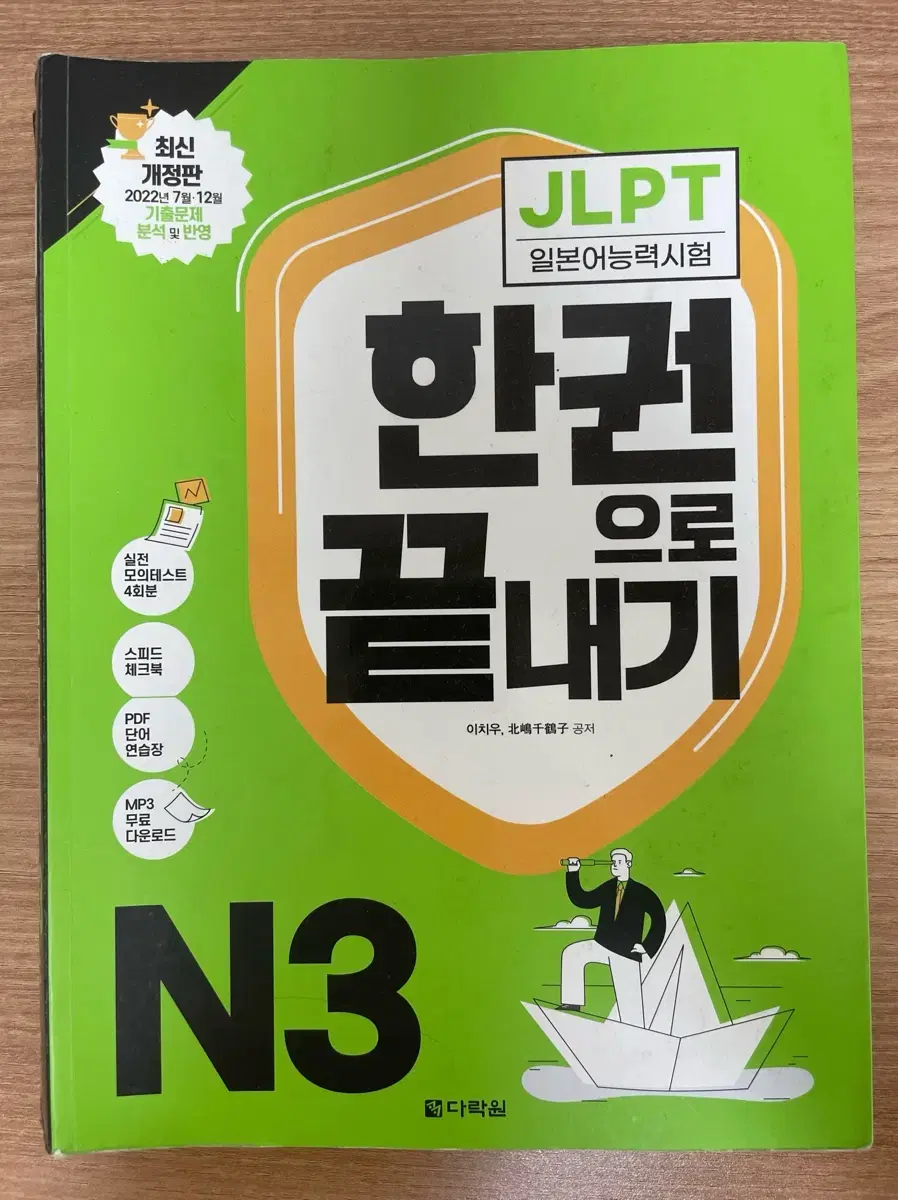 최신
개정판
2022년 7월·12월
기출문제
분석 및 반영
JLPT
일본어능력시험
한권
으로
끝내기
이치우, 北嶋千鶴子 공저
실전
모의테스트
4회분
스피드
체크북
PDF
단어
연습장
MP3
무료
다운로드
N3
다락원